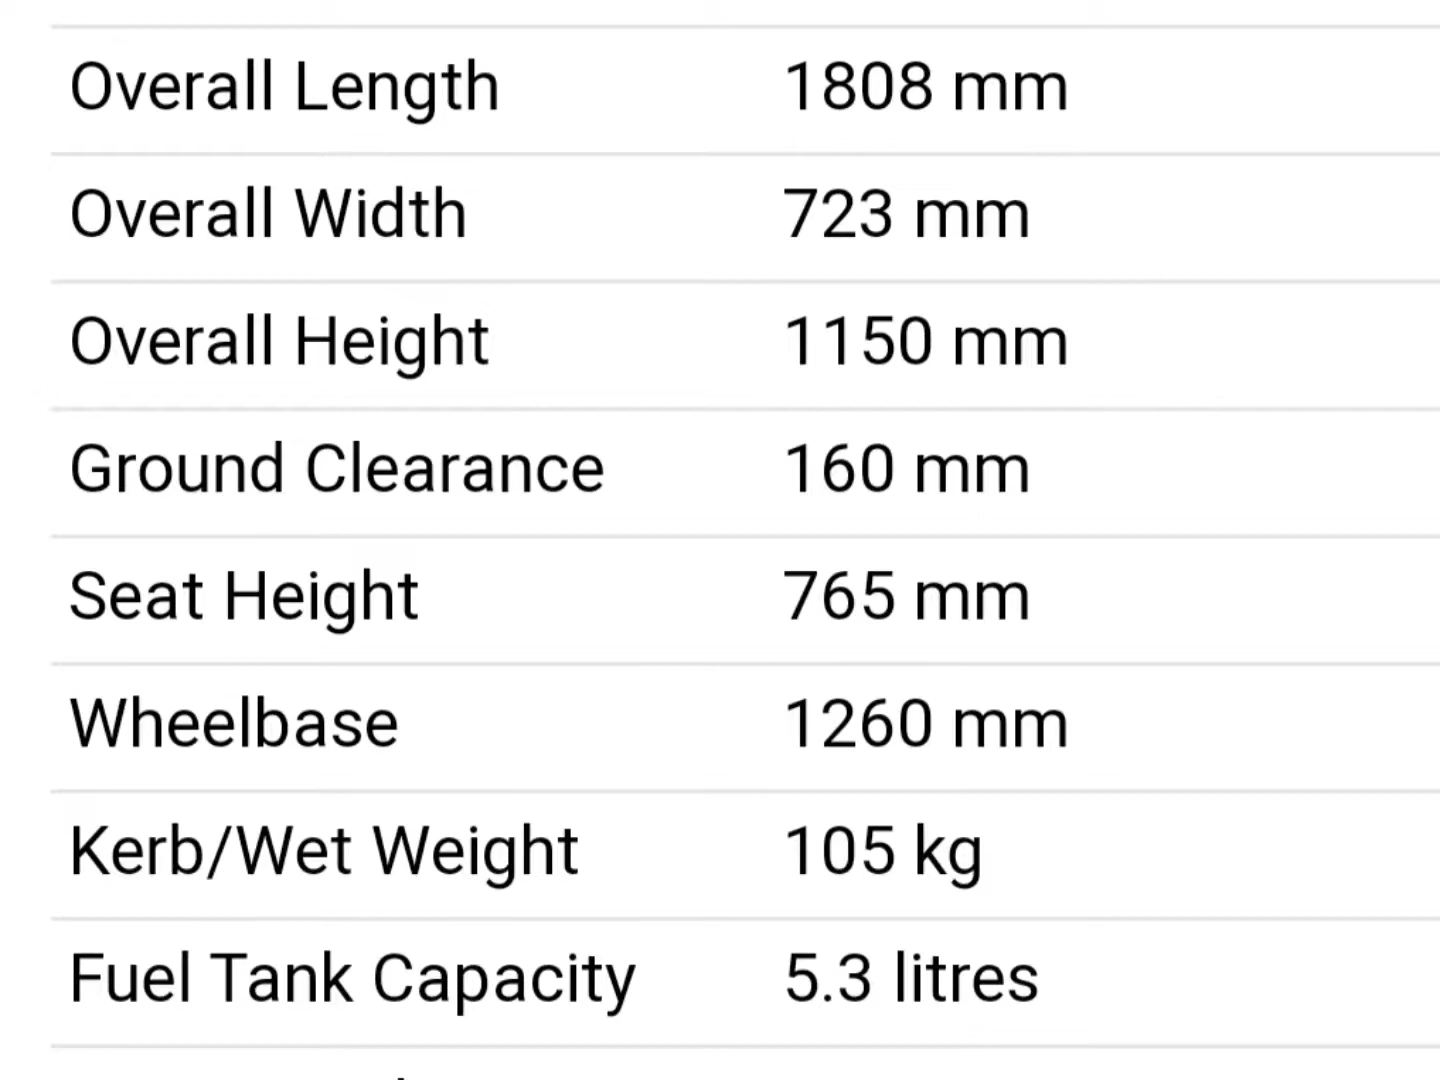 Overall Length 1808 mm
Overall Width 723 mm
Overall Height 1150 mm
Ground Clearance 160 mm
Seat Height 765 mm
Wheelbase 1260 mm
Kerb/Wet Weight 105 kg
Fuel Tank Capacity 5.3 litres